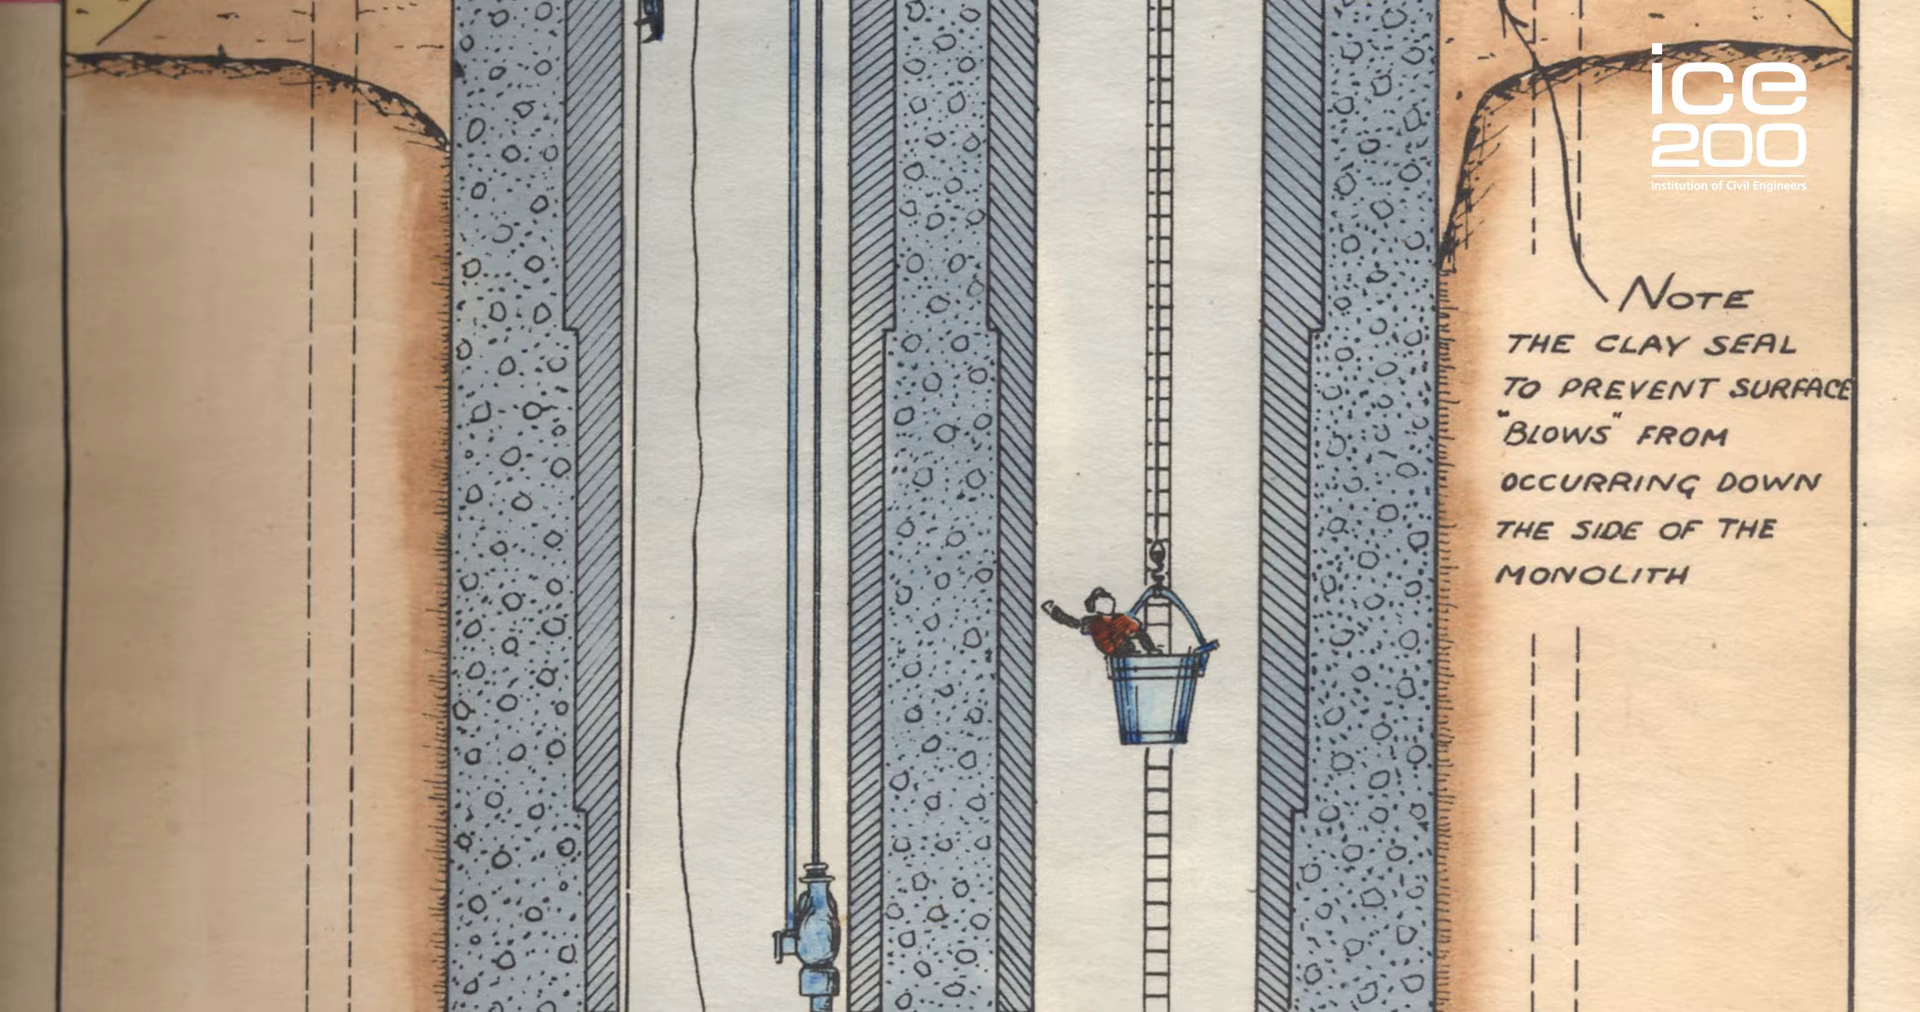 ice
200
Institution of Civil Engineers
NOTE
THE CLAY SEAL
TO PREVENT SURFACE
"BLOWS" FROM
OCCURRING DOWN
THE SIDE OF THE
MONOLITH